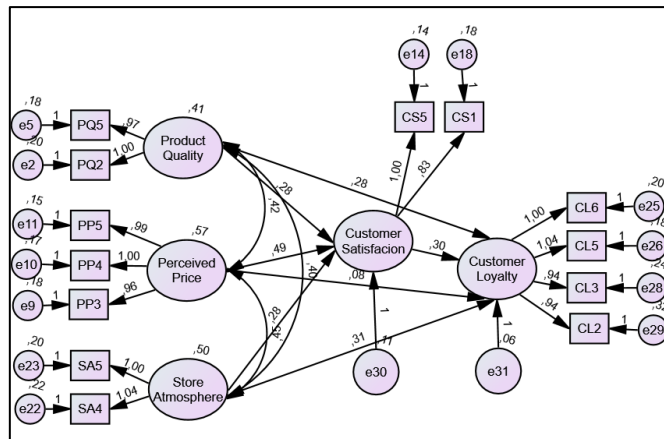 ,14
,18
e14
e18
1
1
,18
,41
e5
1
PQ5
,97
CS5
CS1
,20
Product
Quality
e2
1
PQ2
1,00
1,00
,83
,28
,28
,20
,15
,42
CL6
1
e25
e11
1
PP5
,57
1,00
,18
,99
Customer
Satisfacion
CL5
1
e26
,17
,49
,30
1,04
e10
1
PP4
1,00
Perceived
Price
Customer
Loyalty
,24
,18
,40
,08
,94
CL3
1
e28
e9
1
PP3
,96
,94
,32
CL2
1
e29
,20
,50
,45
,28
,31
1
1
e23
1
SA5
1,00
,11
,06
,22
Store
Atmosphere
e30
e31
e22
1
SA4
1,04